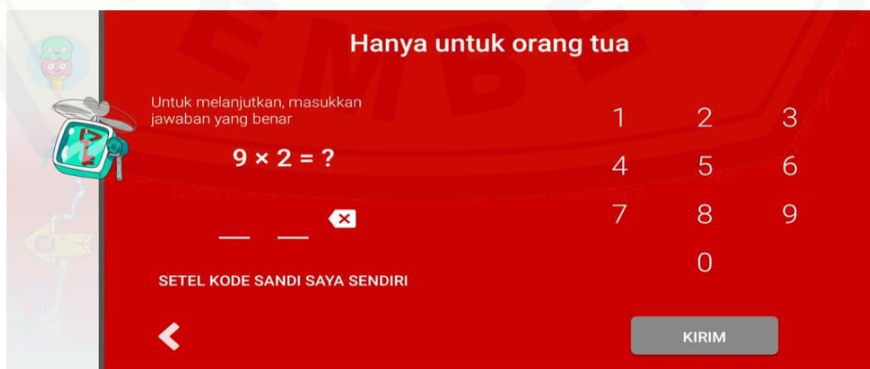 Hanya untuk orang tua
Untuk melanjutkan, masukkan
jawaban yang benar
9 × 2 = ?
SETEL KODE SANDI SAYA SENDIRI
1 2 3
4 5 6
7 8 9
0
KIRIM